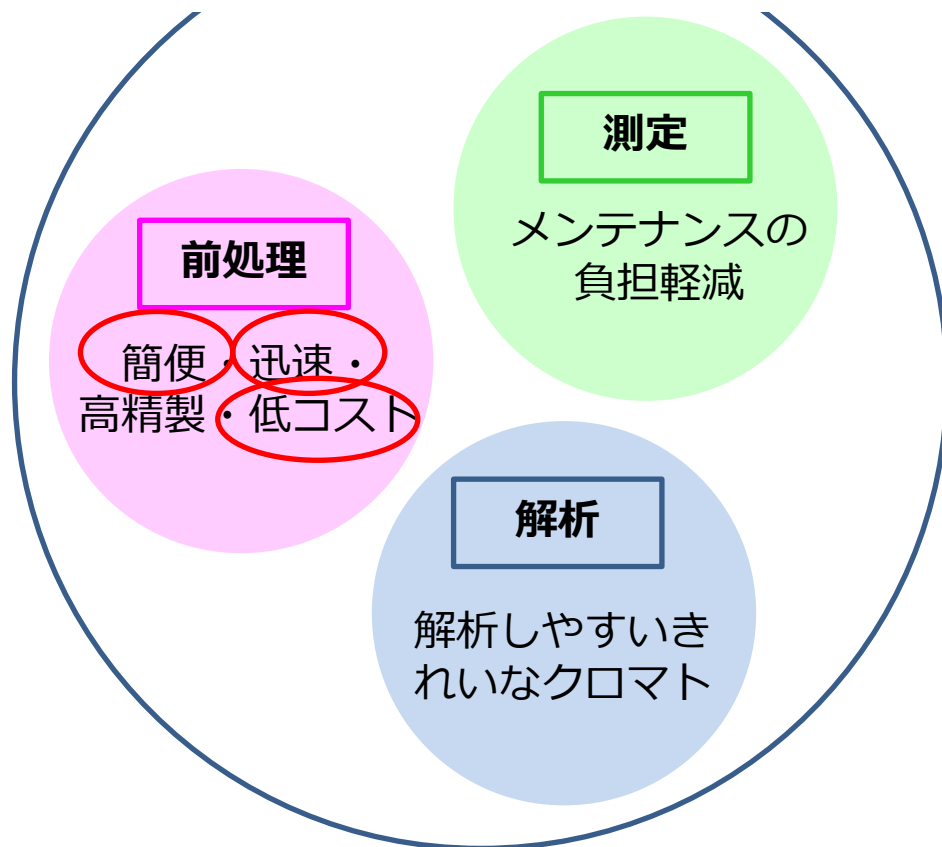 測定
メンテナンスの
負担軽減
前処理
簡便・迅速・
高精製・低コスト
解析
解析しやすいき
れいなクロマト